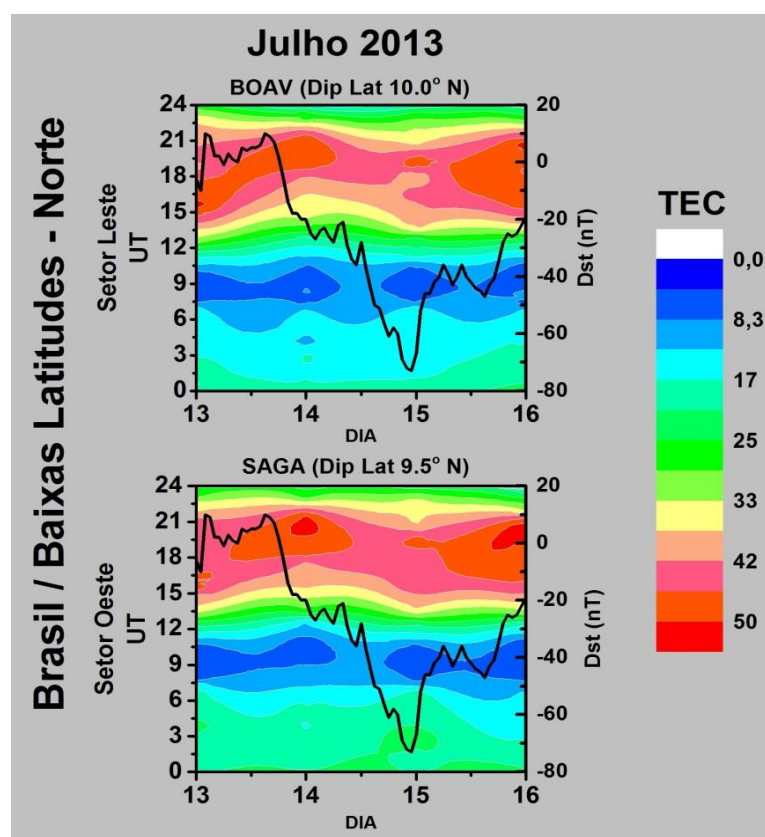 Julho 2013
Brasil / Baixas Latitudes - Norte
BOAV (Dip Lat 10.0° N)
Setor Leste
UT
24
21
18
15
12
9
6
3
0
20
0
-20
-40
-60
-80
Dst (nT)
13 14 15 16
DIA
SAGA (Dip Lat 9.5° N)
Setor Oeste
UT
24
21
18
15
12
9
6
3
0
20
0
-20
-40
-60
-80
Dst (nT)
13 14 15 16
DIA
TEC
0,0
8,3
17
25
33
42
50